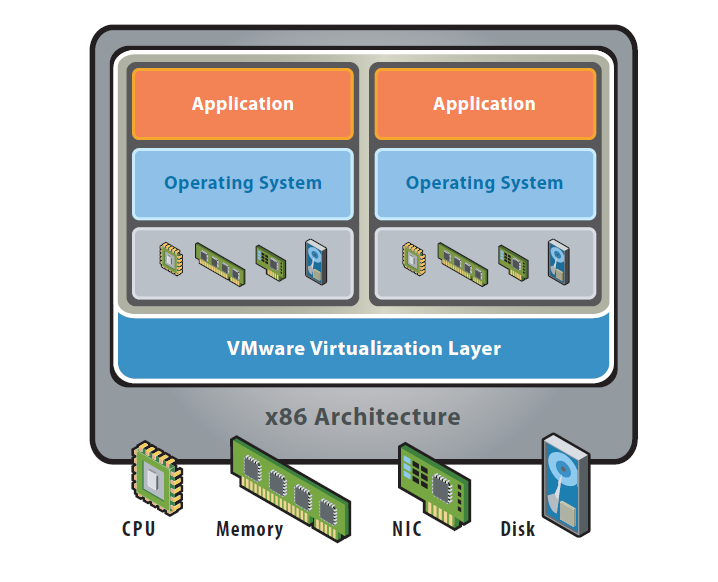 Application
Application
Operating System
Operating System
VMware Virtualization Layer
x86 Architecture
CPU
Memory
NIC
Disk